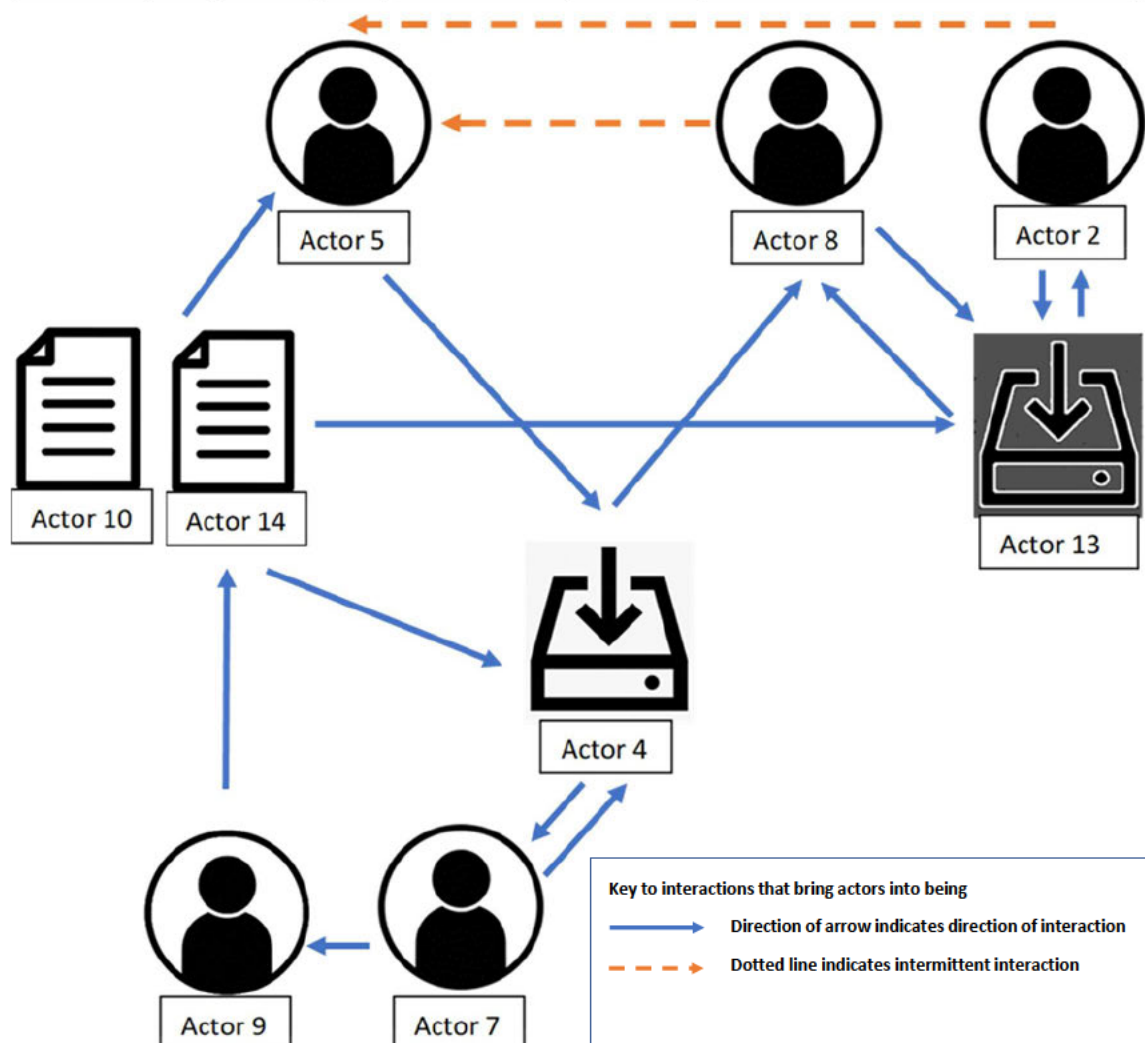 Actor 5
Actor 8
Actor 2
Actor 10
Actor 14
Actor 13
Actor 4
Key to interactions that bring actors into being
Direction of arrow indicates direction of interaction
Dotted line indicates intermittent interaction
Actor 9
Actor 7